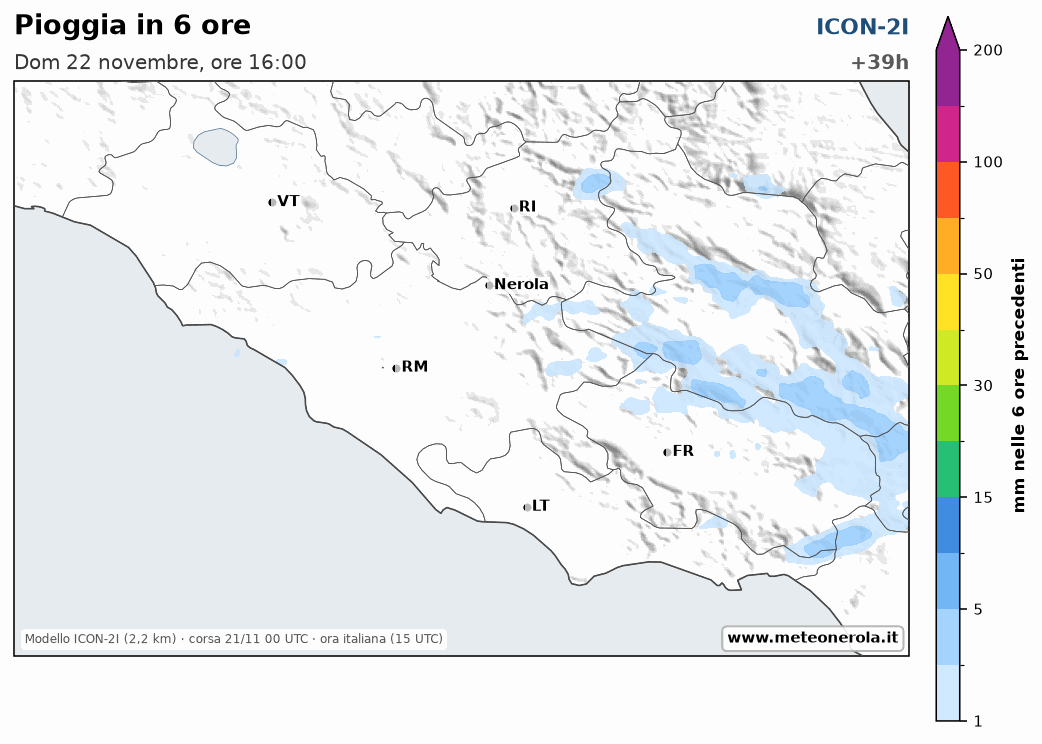 Pioggia in 6 ore
ICON-2I
Dom 22 novembre, ore 16:00
+39h
VT
RI
Nerola
RM
FR
LT
Modello ICON-2I (2,2 km) · corsa 21/11 00 UTC · ora italiana (15 UTC)
www.meteonerola.it
200
100
50
30
15
5
1
mm nelle 6 ore precedenti